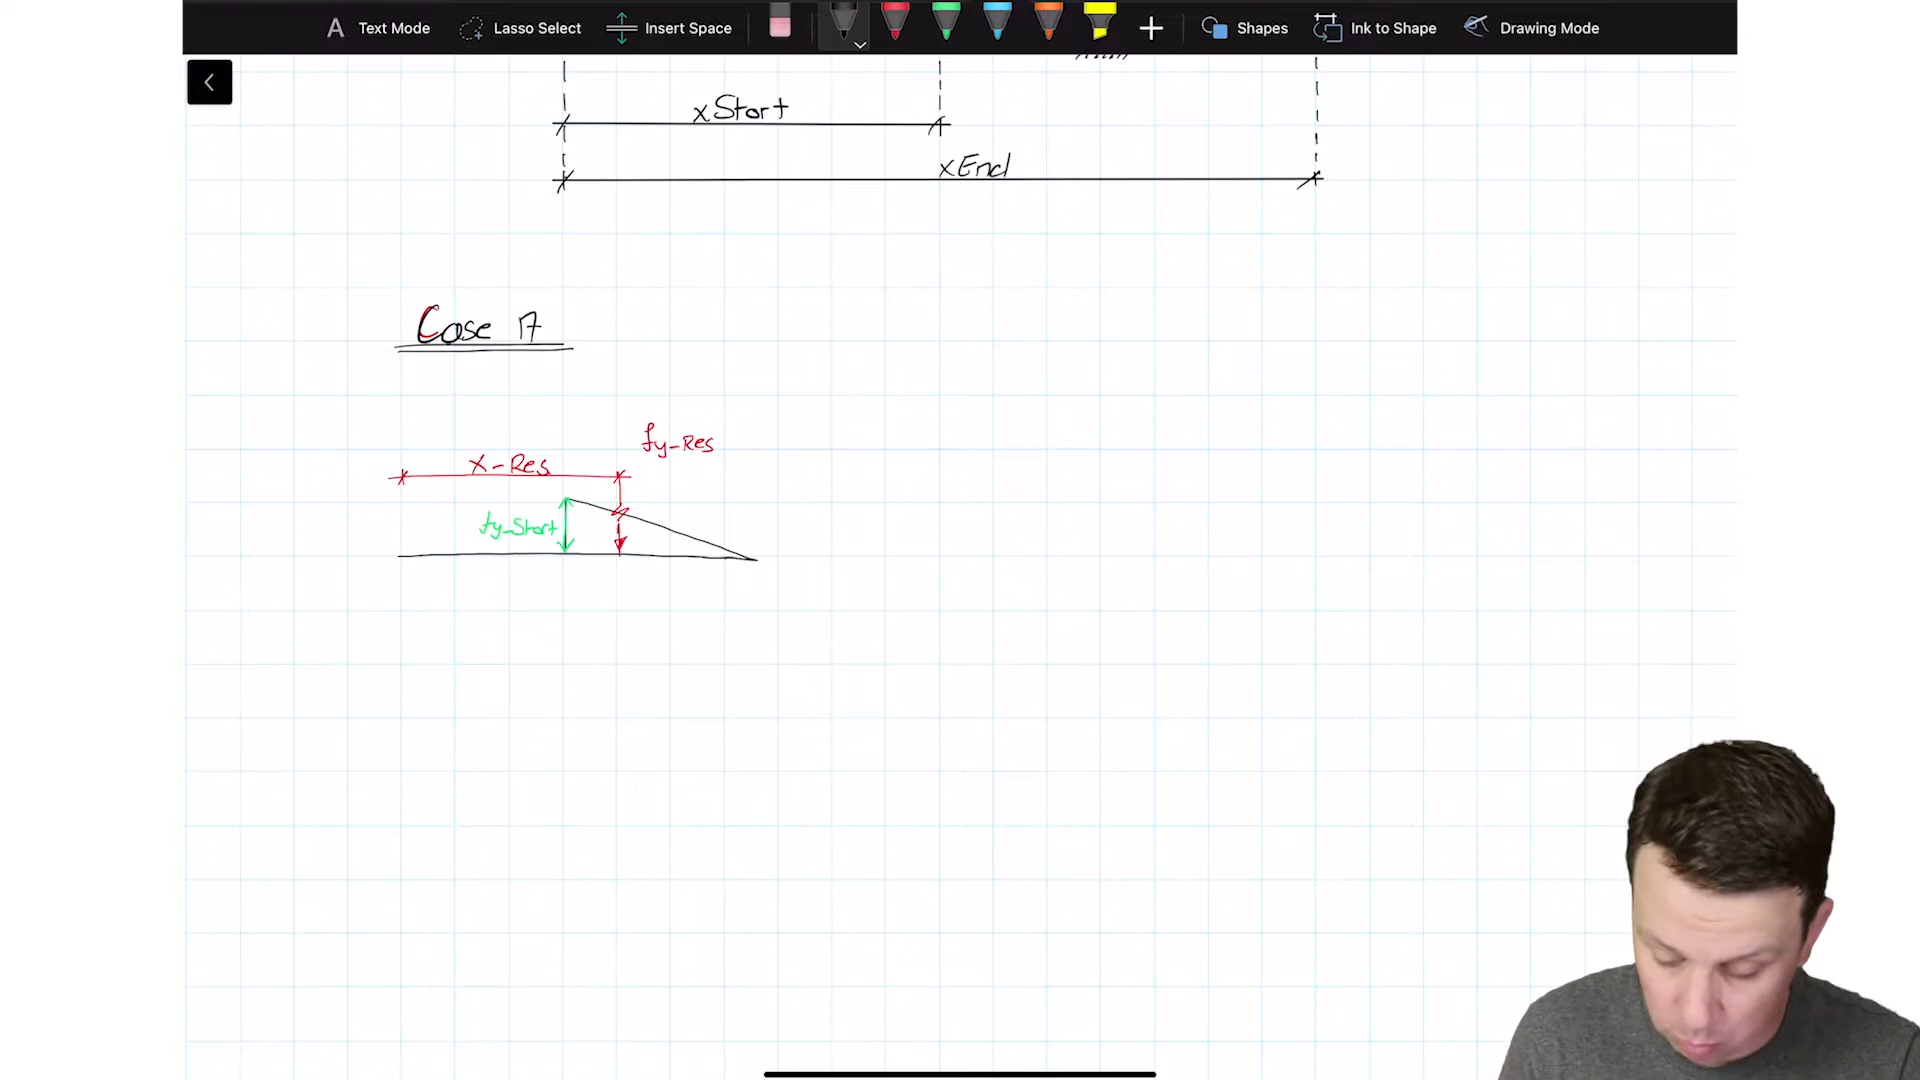 Text Mode Lasso Select Insert Space Shapes Ink to Shape Drawing Mode
xStart
xEnd
Case 17
fy-Res
x-Res
fy-Start